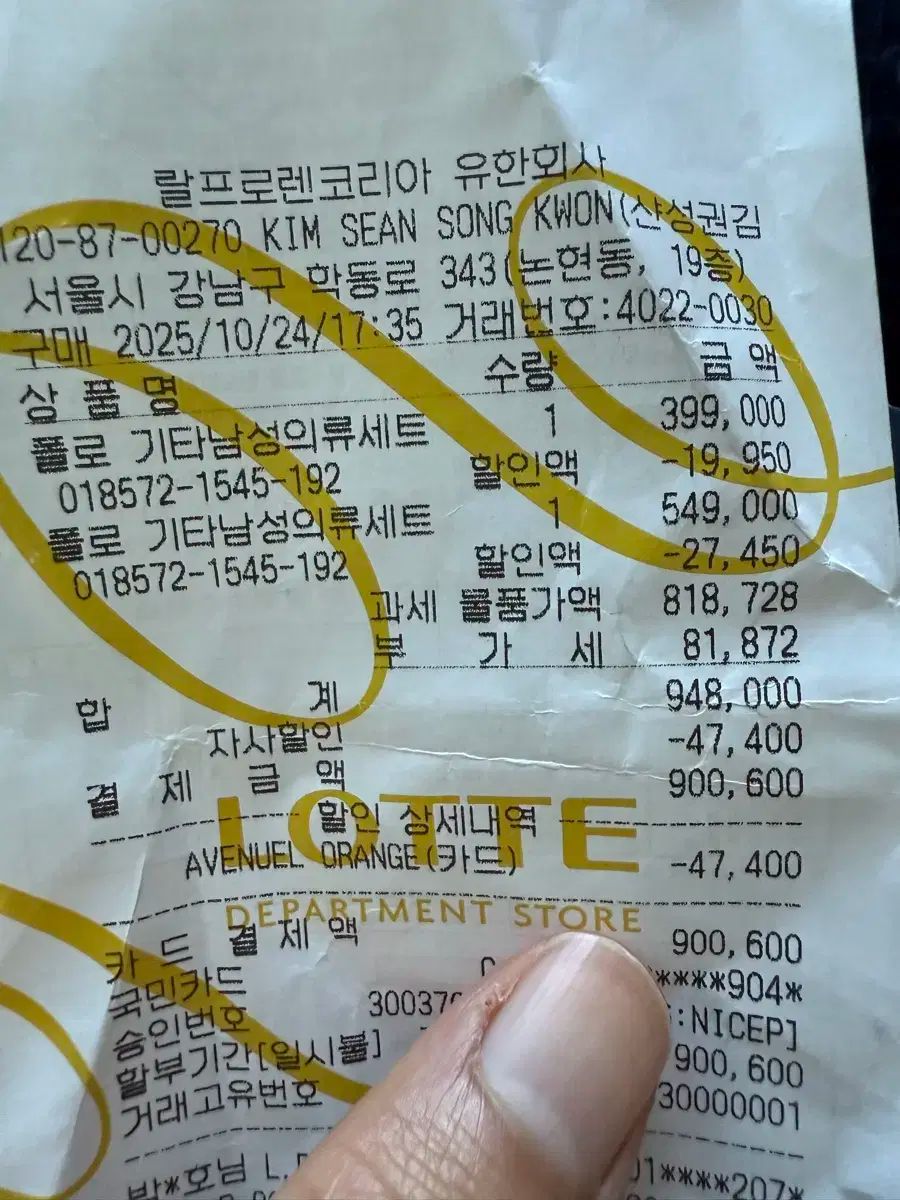 랄프로렌코리아 유한회사
120-87-00270 KIM SEAN SONG KWON(산성권김
서울시 강남구 학동로 343(논현동, 19층)
구매 2025/10/24/17:35 거래번호:4022-0030
상 품 명 수량 금 액
폴로 기타남성의류세트 1 399,000
018572-1545-192 할인액 -19,950
폴로 기타남성의류세트 1 549,000
018572-1545-192 할인액 -27,450
과세 물품가액 818,728
부 가 세 81,872
합 계 948,000
자사할인 -47,400
결 제 금 액 900,600
할인 상세내역
LOTTE
AVENUEL ORANGE(카드) -47,400
DEPARTMENT STORE
카 드 결 제 액 900,600
국민카드 ****904*
승인번호 :NICEP]
할부기간[일시불] 900,600
거래고유번호 30000001
박*호님